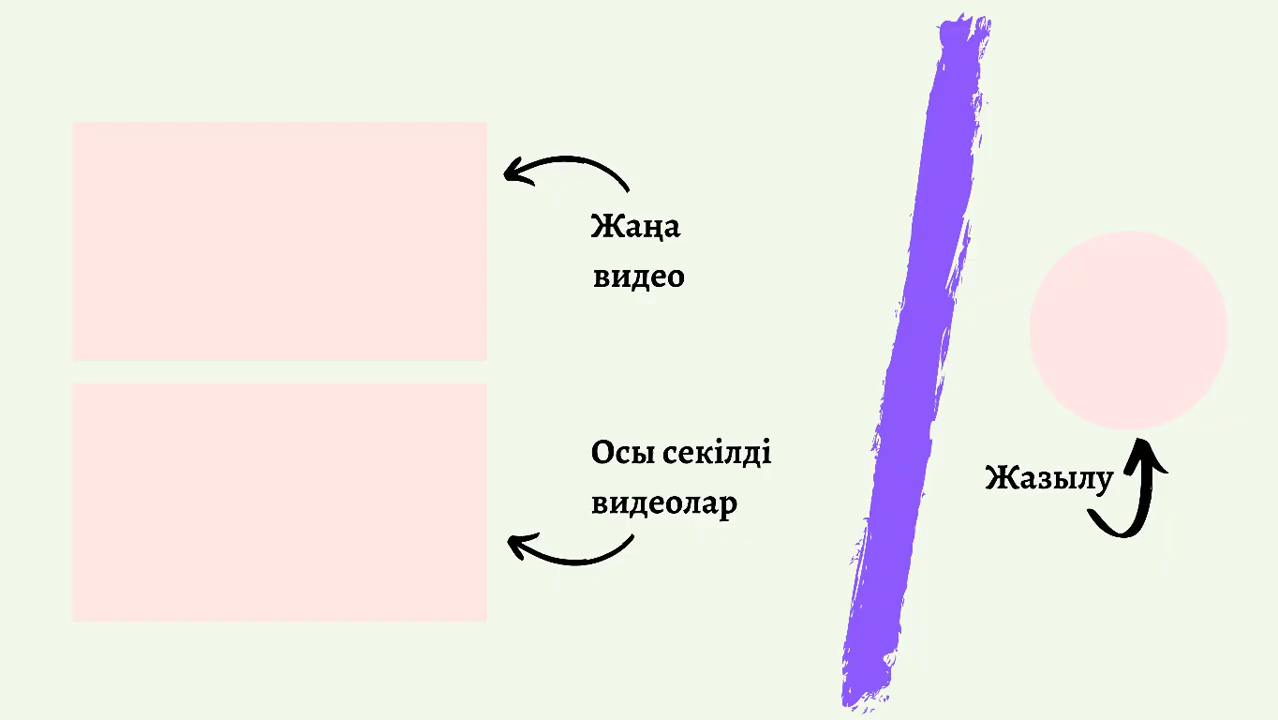 Жаңа
видео
Осы секілді
видеолар
Жазылу